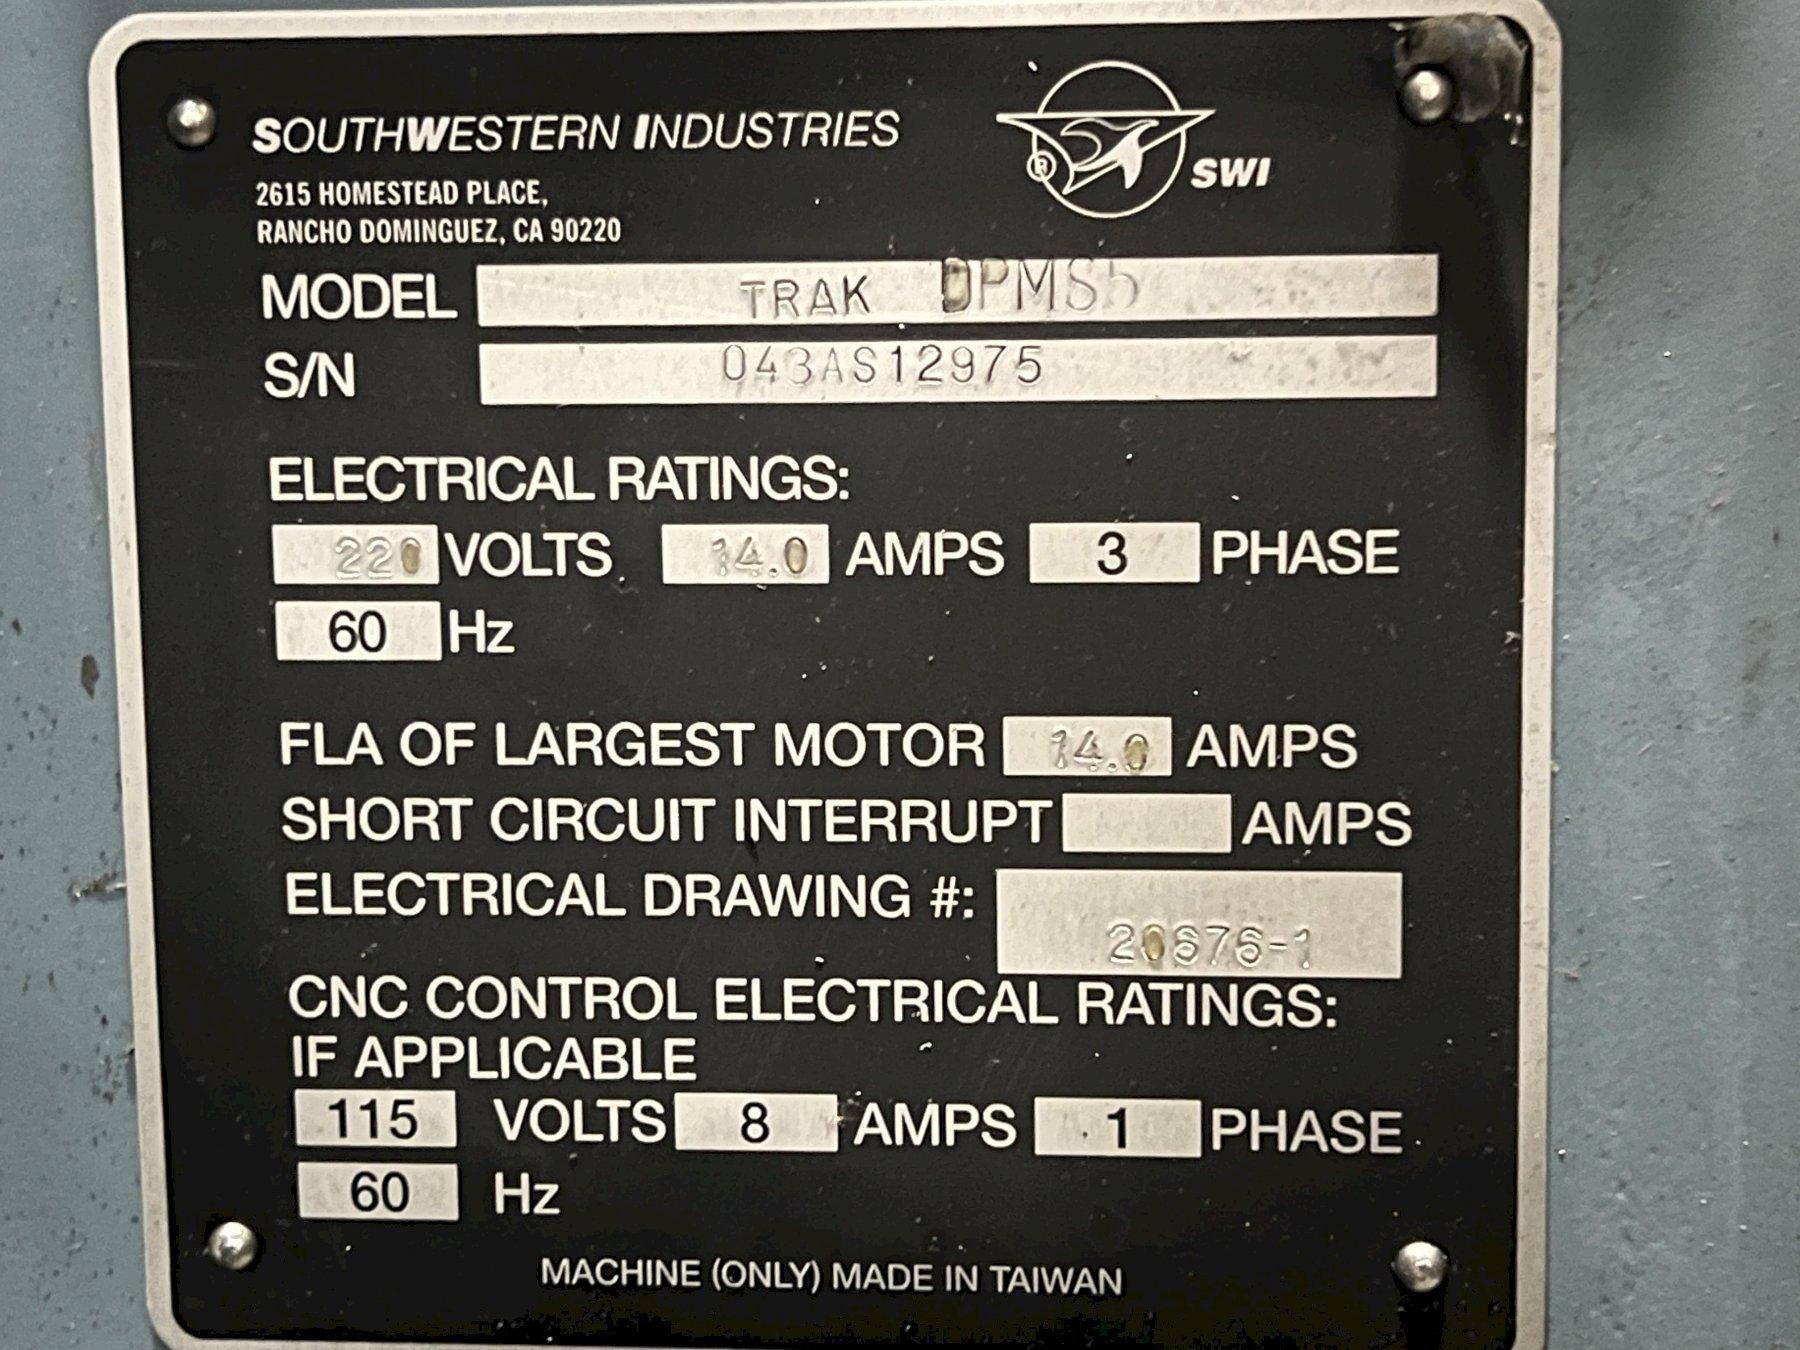 SOUTHWESTERN INDUSTRIES
® SWI
2615 HOMESTEAD PLACE,
RANCHO DOMINGUEZ, CA 90220
MODEL TRAK DPMS5
S/N 043AS12975
ELECTRICAL RATINGS:
220 VOLTS 14.0 AMPS 3 PHASE
60 Hz
FLA OF LARGEST MOTOR 14.0 AMPS
SHORT CIRCUIT INTERRUPT AMPS
ELECTRICAL DRAWING #: 20676-1
CNC CONTROL ELECTRICAL RATINGS:
IF APPLICABLE
115 VOLTS 8 AMPS 1 PHASE
60 Hz
MACHINE (ONLY) MADE IN TAIWAN